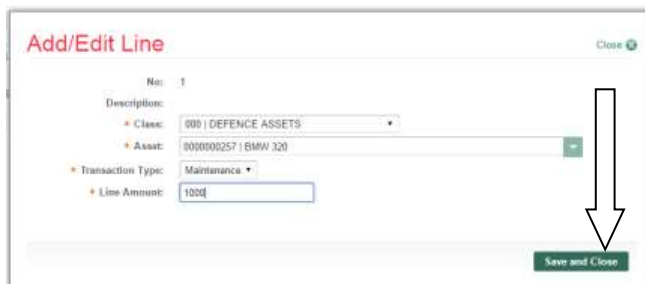 Add/Edit Line
Close
No: 1
Description:
* Class: 000 | DEFENCE ASSETS
* Asset: 0000000257 | BMW 320
* Transaction Type: Maintenance
* Line Amount: 1000
Save and Close